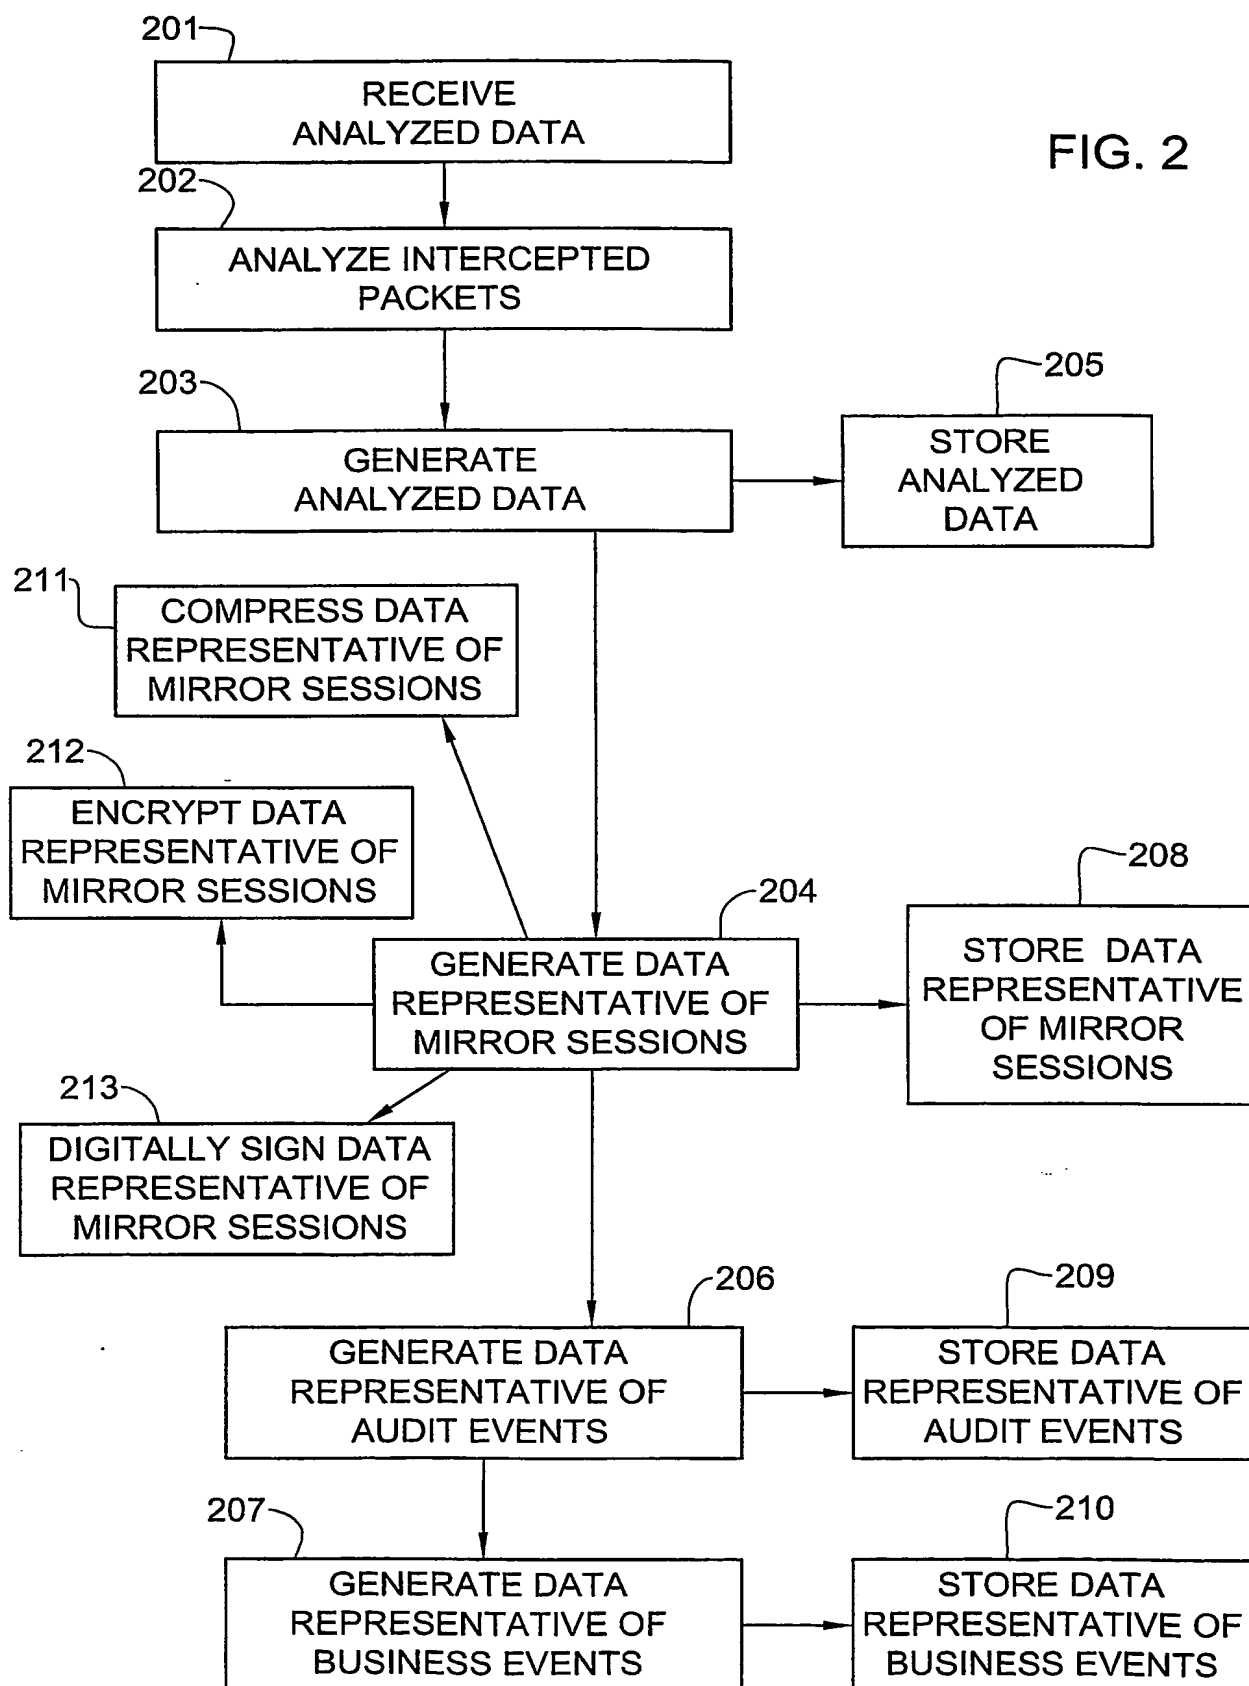 201
RECEIVE
ANALYZED DATA
FIG. 2
202
ANALYZE INTERCEPTED
PACKETS
203
GENERATE
ANALYZED DATA
205
STORE
ANALYZED
DATA
211
COMPRESS DATA
REPRESENTATIVE OF
MIRROR SESSIONS
212
ENCRYPT DATA
REPRESENTATIVE OF
MIRROR SESSIONS
204
GENERATE DATA
REPRESENTATIVE OF
MIRROR SESSIONS
208
STORE DATA
REPRESENTATIVE
OF MIRROR
SESSIONS
213
DIGITALLY SIGN DATA
REPRESENTATIVE OF
MIRROR SESSIONS
206
GENERATE DATA
REPRESENTATIVE OF
AUDIT EVENTS
209
STORE DATA
REPRESENTATIVE OF
AUDIT EVENTS
207
GENERATE DATA
REPRESENTATIVE OF
BUSINESS EVENTS
210
STORE DATA
REPRESENTATIVE OF
BUSINESS EVENTS